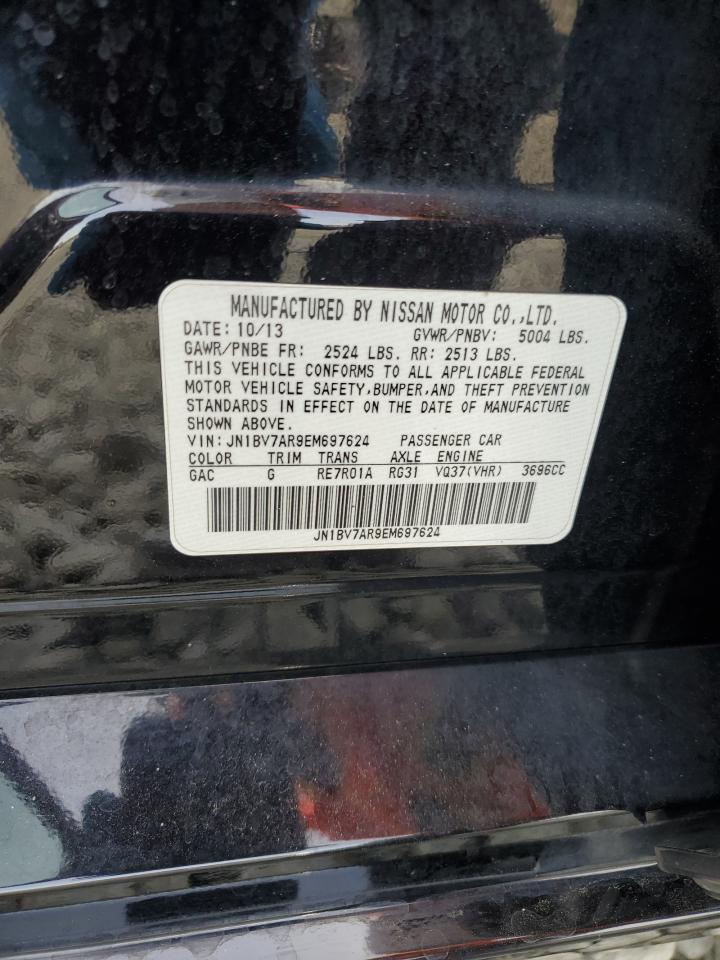 MANUFACTURED BY NISSAN MOTOR CO.,LTD.
DATE: 10/13 GVWR/PNBV: 5004 LBS.
GAWR/PNBE FR: 2524 LBS. RR: 2513 LBS.
THIS VEHICLE CONFORMS TO ALL APPLICABLE FEDERAL
MOTOR VEHICLE SAFETY,BUMPER,AND THEFT PREVENTION
STANDARDS IN EFFECT ON THE DATE OF MANUFACTURE
SHOWN ABOVE.
VIN:JN1BV7AR9EM697624 PASSENGER CAR
COLOR TRIM TRANS AXLE ENGINE
GAC G RE7R01A RG31 VQ37(VHR) 3696CC
JN1BV7AR9EM697624